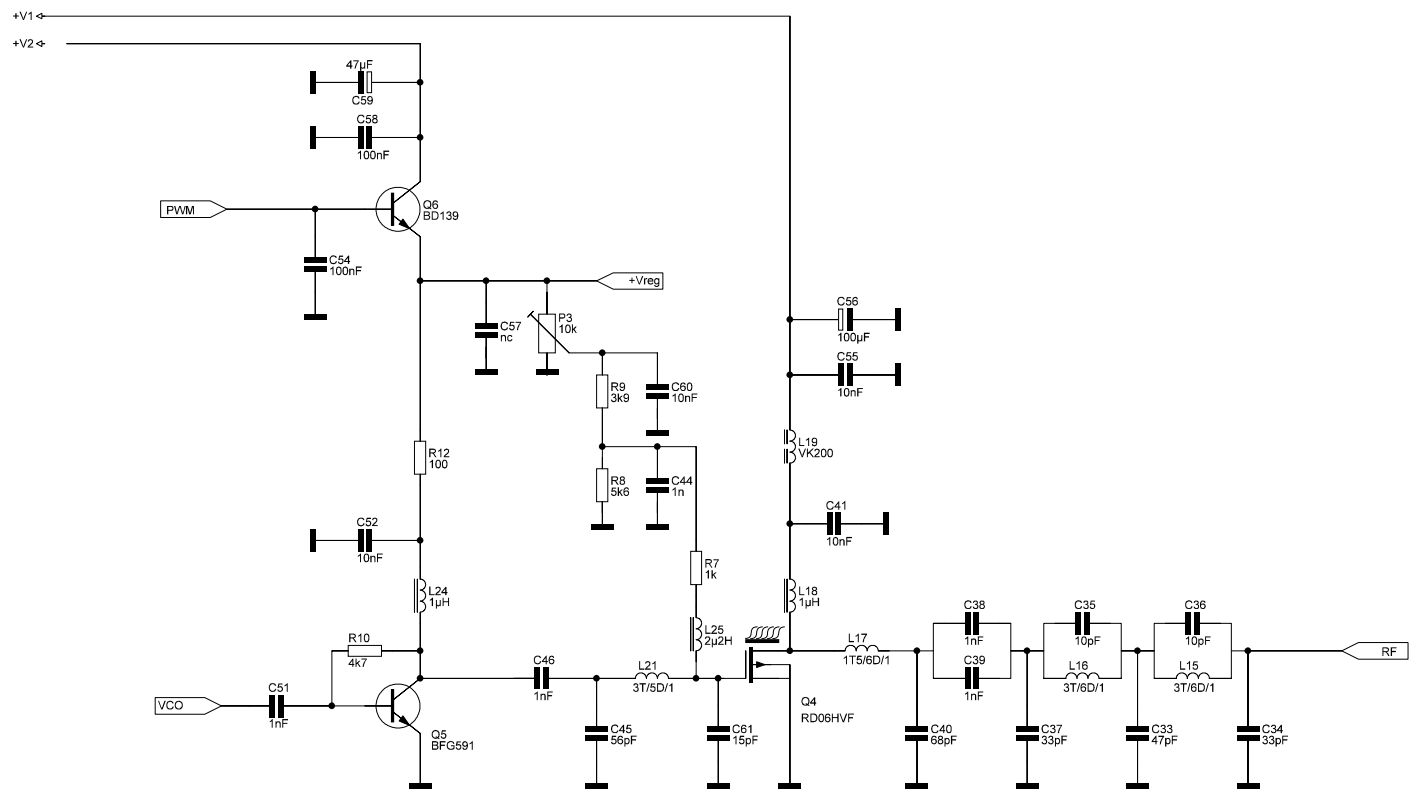 +V1
+V2
47µF
C59
C58
100nF
PWM
Q6
BD139
C54
100nF
+Vreg
C57
nc
P3
10k
C56
100µF
C55
10nF
R9
3k9
C60
10nF
L19
VK200
R12
100
R8
5k6
C44
1n
C52
10nF
C41
10nF
R7
1k
L24
1µH
L18
1µH
L25
2µ2H
R10
4k7
C38
1nF
C35
10pF
C36
10pF
L17
1T5/6D/1
RF
C46
1nF
L21
3T/5D/1
C39
1nF
L16
3T/6D/1
L15
3T/6D/1
VCO
C51
1nF
Q4
RD06HVF
Q5
BFG591
C45
56pF
C61
15pF
C40
68pF
C37
33pF
C33
47pF
C34
33pF